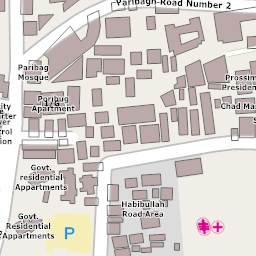 Paribagh-Road Number 2
Paribag
Mosque
Paribug
Apartment
Prossim
Presiden
Chad Ma
Govt.
residential
Appartments
Habibullah
Road Area
Govt.
Residential
Appartments
P